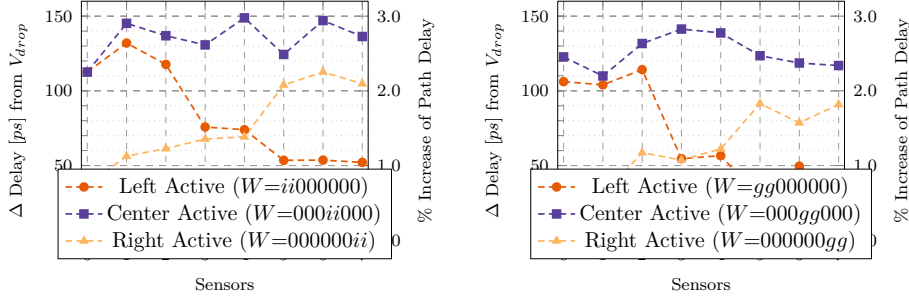 150
100
50
3.0
2.0
1.0
0
Δ Delay [ps] from V_drop
% Increase of Path Delay
Left Active (W=ii000000)
Center Active (W=000ii000)
Right Active (W=000000ii)
Sensors
150
100
50
3.0
2.0
1.0
0
Δ Delay [ps] from V_drop
% Increase of Path Delay
Left Active (W=gg000000)
Center Active (W=000gg000)
Right Active (W=000000gg)
Sensors